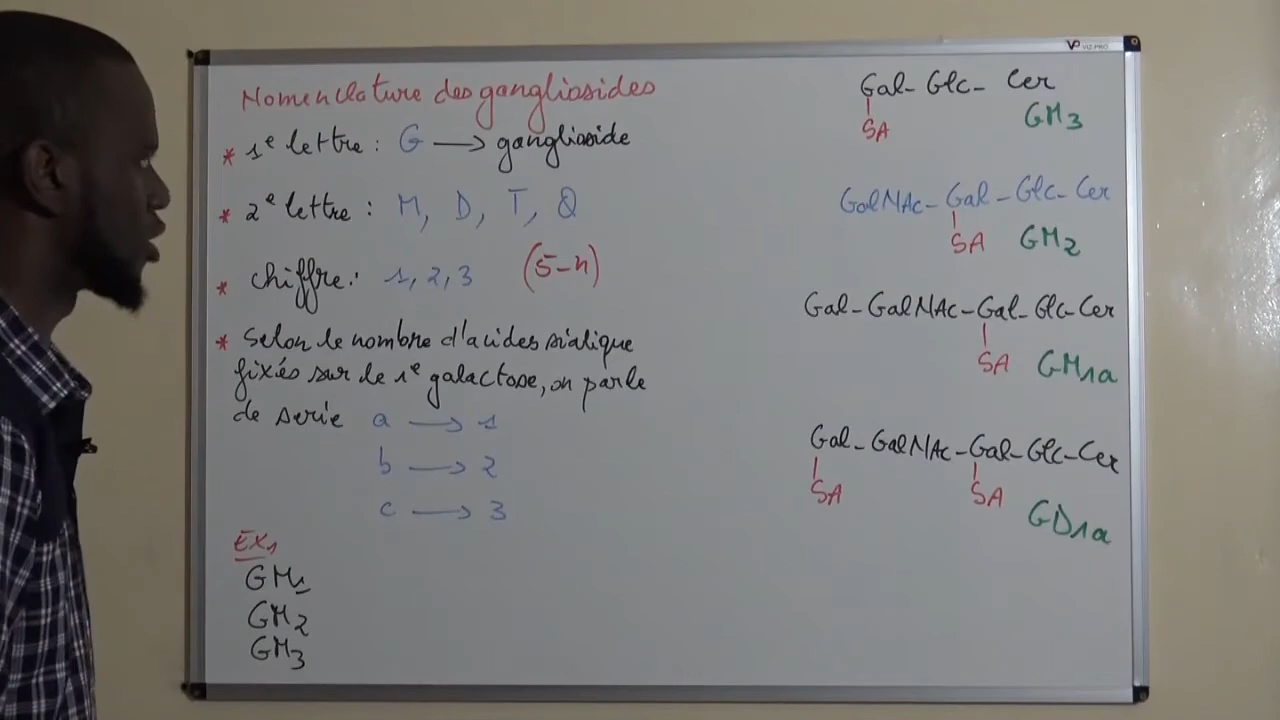 VIZ-PRO
Nomenclature des gangliosides
* 1e lettre : G → ganglioside
* 2e lettre : M, D, T, Q
* chiffre : 1, 2, 3 (5-n)
* Selon le nombre d'acides sialique
fixés sur le 1e galactose, on parle
de serie a → 1
b → 2
c → 3
Ex1
GM1
GM2
GM3
Gal- Glc- Cer
SA GM3
GalNAc- Gal - Glc- Cer
SA GM2
Gal- GalNAc - Gal- Glc- Cer
SA GM1a
Gal- GalNAc - Gal- Glc- Cer
SA SA
GD1a